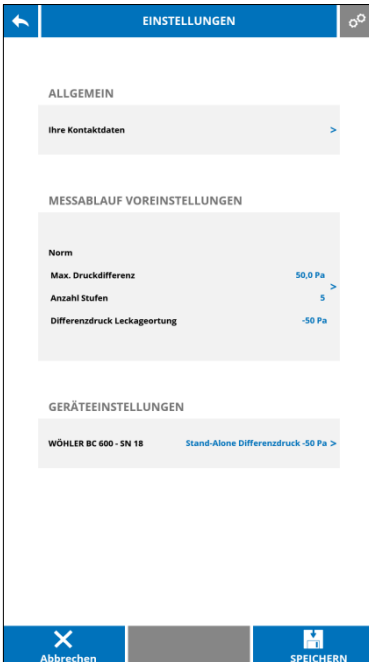 EINSTELLUNGEN
ALLGEMEIN
Ihre Kontaktdaten >
MESSABLAUF VOREINSTELLUNGEN
Norm
Max. Druckdifferenz 50,0 Pa
>
Anzahl Stufen 5
Differenzdruck Leckageortung -50 Pa
GERÄTEEINSTELLUNGEN
WÖHLER BC 600 - SN 18 Stand-Alone Differenzdruck -50 Pa >
Abbrechen SPEICHERN